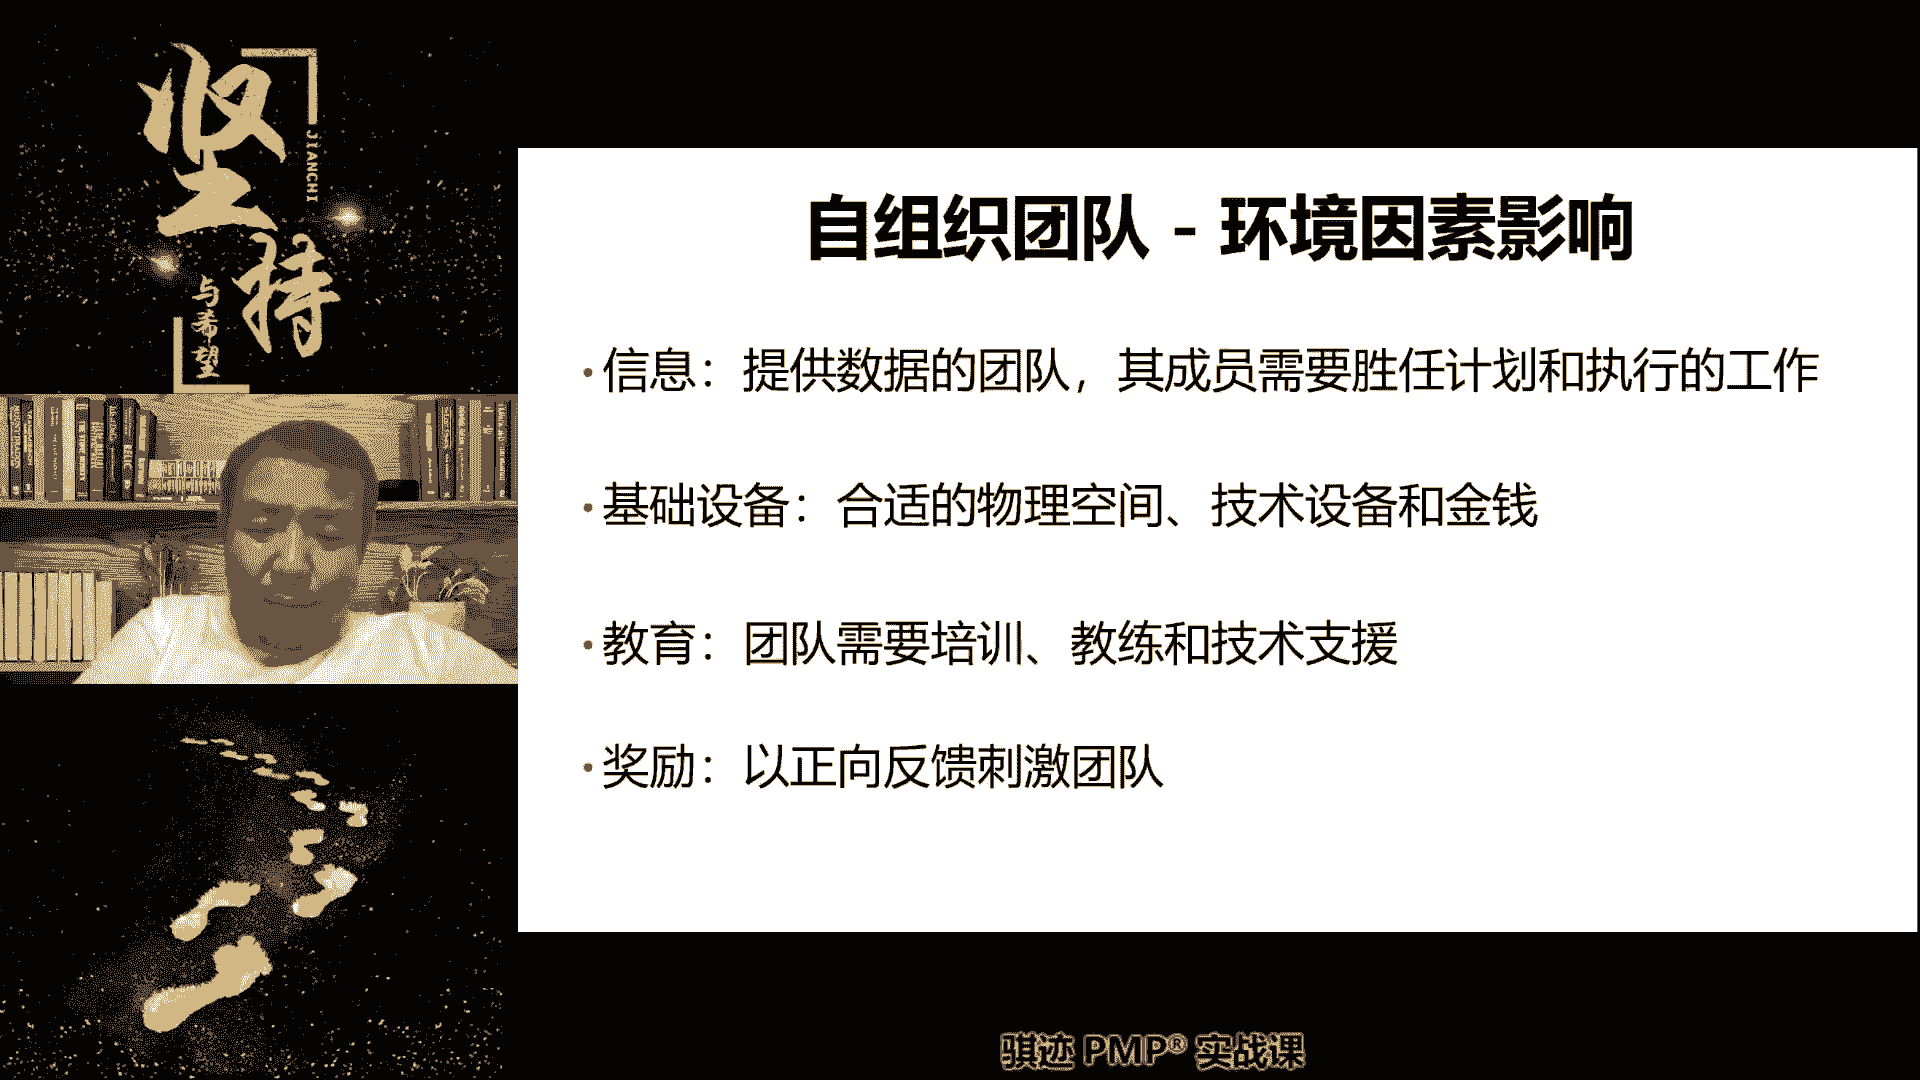 坚持
JIANCHI
与希望
自组织团队 - 环境因素影响
• 信息：提供数据的团队，其成员需要胜任计划和执行的工作
• 基础设备：合适的物理空间、技术设备和金钱
• 教育：团队需要培训、教练和技术支援
• 奖励：以正向反馈刺激团队
骐迹 PMP® 实战课